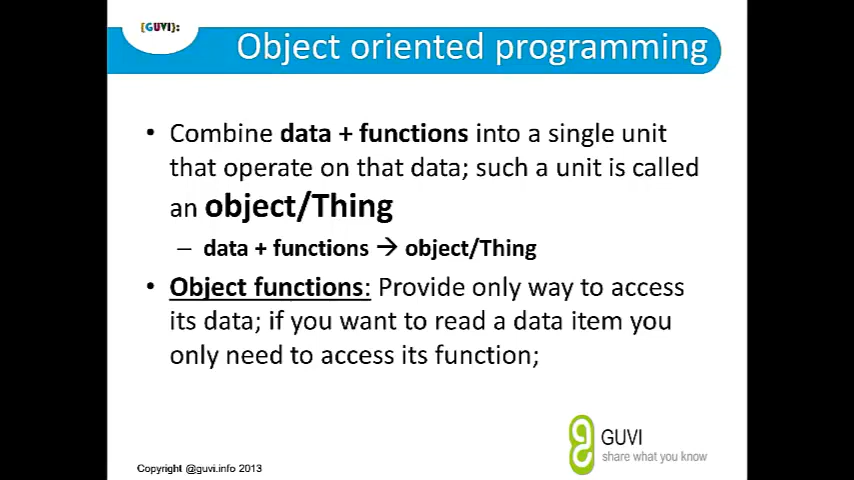 {GUVI}:
Object oriented programming
• Combine data + functions into a single unit
that operate on that data; such a unit is called
an object/Thing
– data + functions → object/Thing
• Object functions: Provide only way to access
its data; if you want to read a data item you
only need to access its function;
GUVI
share what you know
Copyright @guvi.info 2013